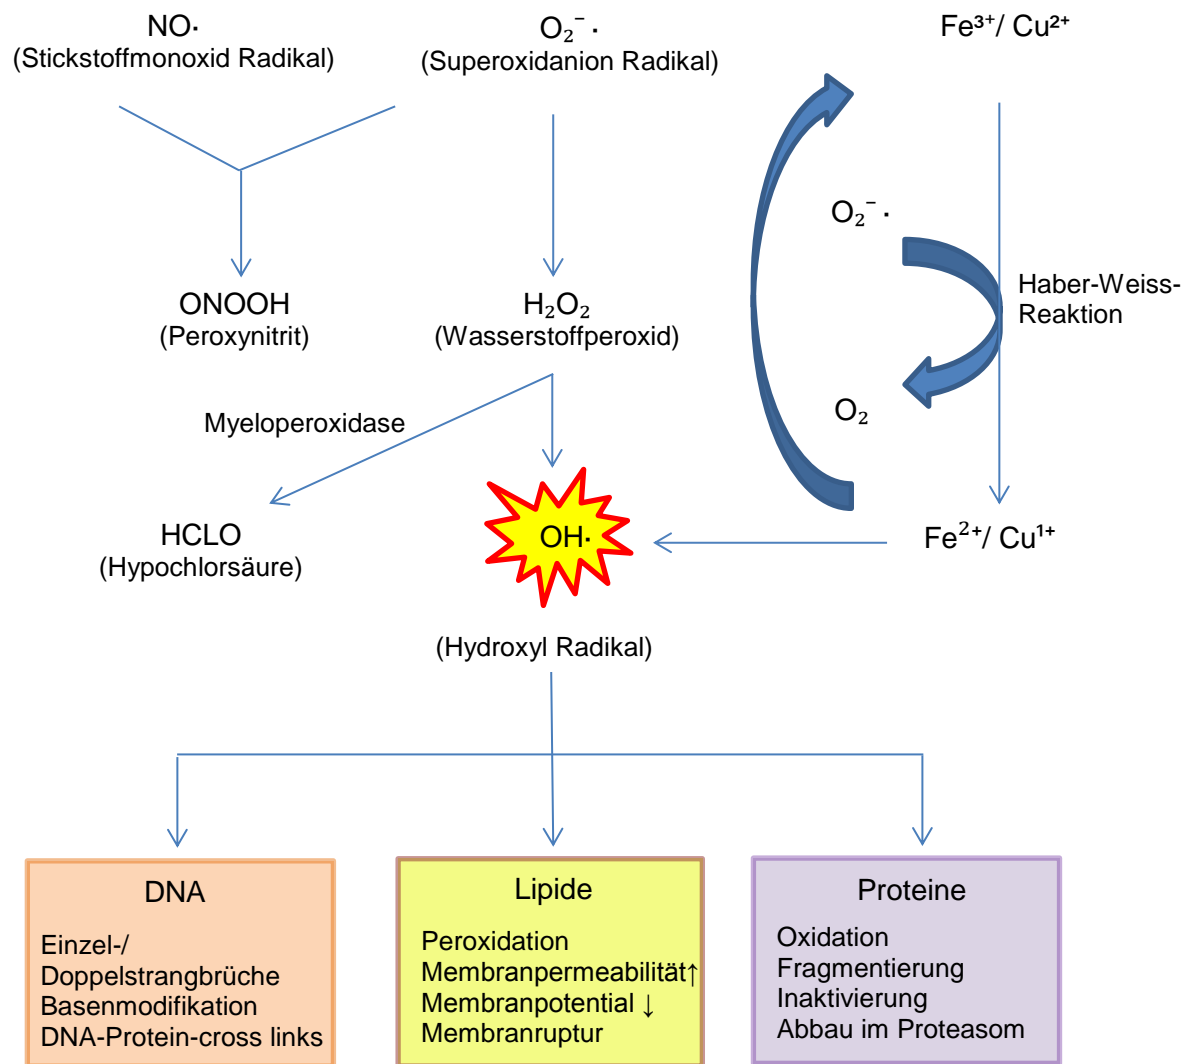 NO·
(Stickstoffmonoxid Radikal)
O₂⁻ ·
(Superoxidanion Radikal)
Fe³⁺/ Cu²⁺
O₂⁻ ·
Haber-Weiss-
Reaktion
O₂
ONOOH
(Peroxynitrit)
H₂O₂
(Wasserstoffperoxid)
Myeloperoxidase
HCLO
(Hypochlorsäure)
OH·
Fe²⁺/ Cu¹⁺
(Hydroxyl Radikal)
DNA
Einzel-/
Doppelstrangbrüche
Basenmodifikation
DNA-Protein-cross links
Lipide
Peroxidation
Membranpermeabilität↑
Membranpotential ↓
Membranruptur
Proteine
Oxidation
Fragmentierung
Inaktivierung
Abbau im Proteasom